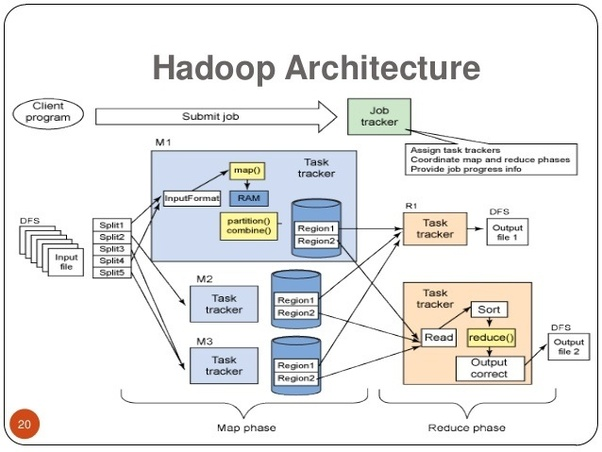 Hadoop Architecture
Client
program
Submit job
Job
tracker
Assign task trackers
Coordinate map and reduce phases
Provide job progress info
M1
map()
Task
tracker
InputFormat
RAM
partition()
combine()
Region1
Region2
DFS
Input
file
Split1
Split2
Split3
Split4
Split5
R1
Task
tracker
DFS
Output
file 1
M2
Task
tracker
Region1
Region2
M3
Task
tracker
Region1
Region2
Task
tracker
Sort
Read
reduce()
Output
correct
DFS
Output
file 2
20
Map phase
Reduce phase